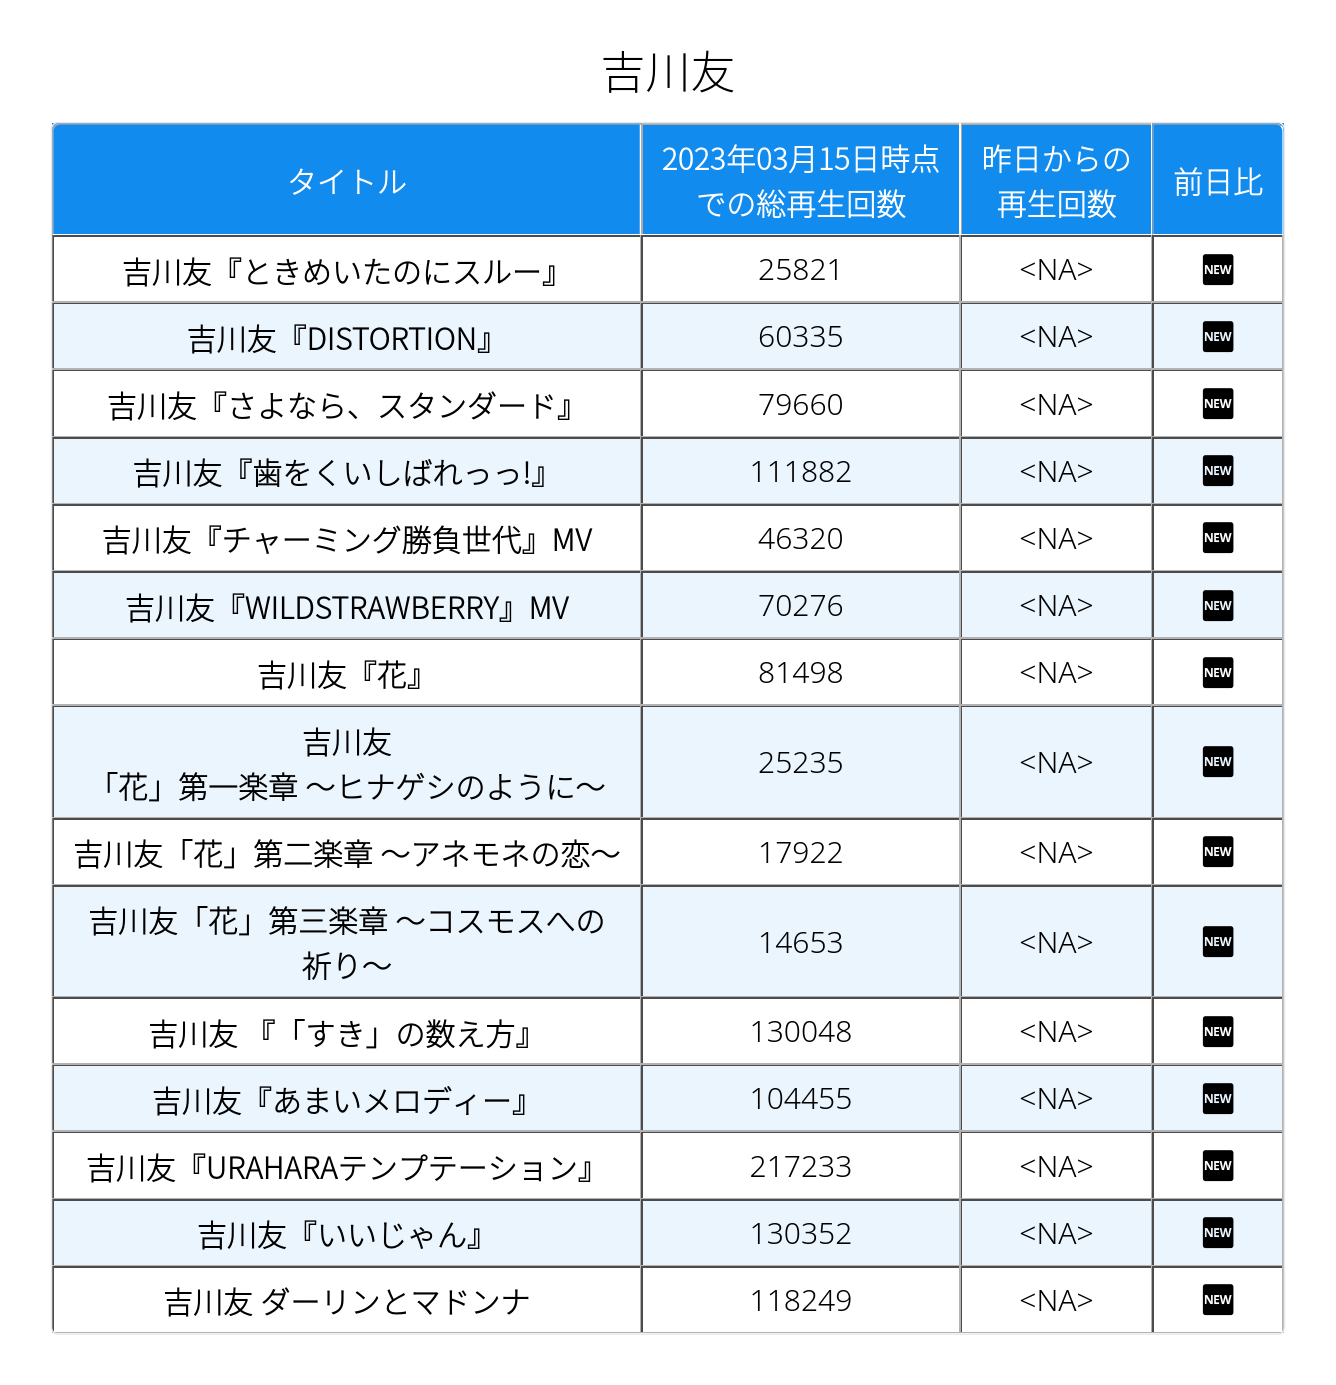 吉川友
タイトル
2023年03月15日時点
での総再生回数
昨日からの
再生回数
前日比
吉川友『ときめいたのにスルー』 25821 <NA> NEW
吉川友『DISTORTION』 60335 <NA> NEW
吉川友『さよなら、スタンダード』 79660 <NA> NEW
吉川友『歯をくいしばれっっ!』 111882 <NA> NEW
吉川友『チャーミング勝負世代』MV 46320 <NA> NEW
吉川友『WILDSTRAWBERRY』MV 70276 <NA> NEW
吉川友『花』 81498 <NA> NEW
吉川友
「花」第一楽章 〜ヒナゲシのように〜 25235 <NA> NEW
吉川友「花」第二楽章 〜アネモネの恋〜 17922 <NA> NEW
吉川友「花」第三楽章 〜コスモスへの
祈り〜 14653 <NA> NEW
吉川友 『「すき」の数え方』 130048 <NA> NEW
吉川友『あまいメロディー』 104455 <NA> NEW
吉川友『URAHARAテンプテーション』 217233 <NA> NEW
吉川友『いいじゃん』 130352 <NA> NEW
吉川友 ダーリンとマドンナ 118249 <NA> NEW